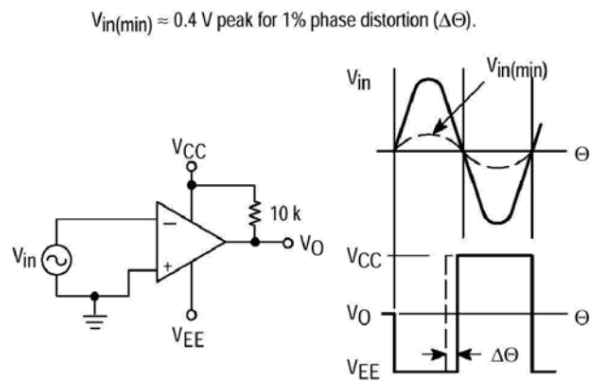 Vin(min) ≈ 0.4 V peak for 1% phase distortion (ΔΘ).
Vin
Vin(min)
Θ
VCC
10 k
VO
Vin
−
+
VEE
VCC
VO
Θ
VEE
ΔΘ